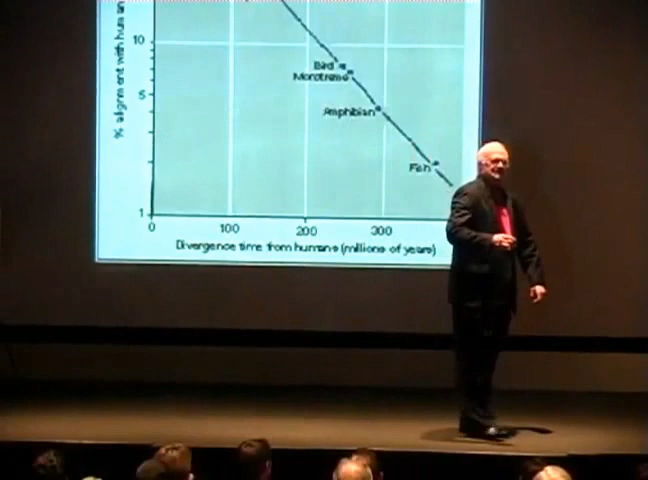 10
Bird
Monotreme
5
Amphibian
% alignment with human
Fish
1
0
100
200
300
Divergence time from humans (millions of years)